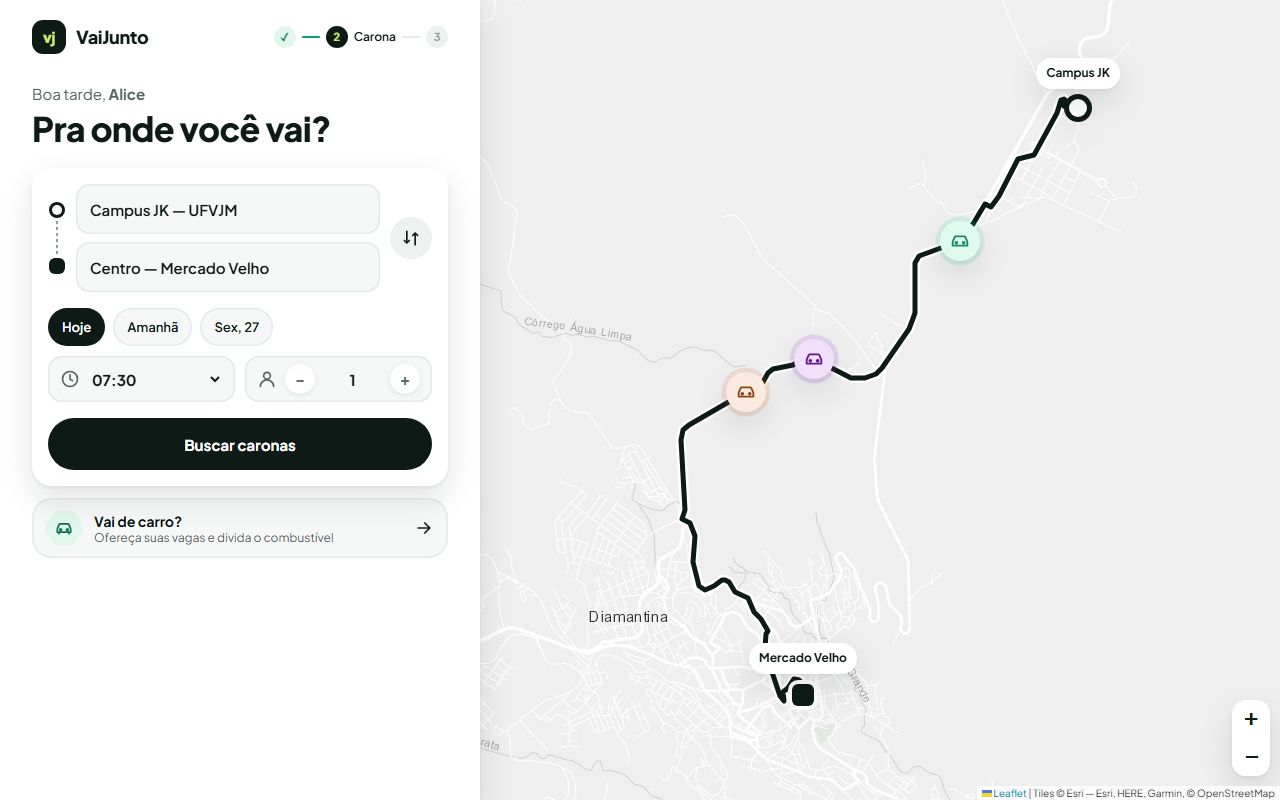 vj VaiJunto
✓ 2 Carona 3
Boa tarde, Alice
Pra onde você vai?
Campus JK — UFVJM
Centro — Mercado Velho
Hoje Amanhã Sex, 27
07:30 − 1 +
Buscar caronas
Vai de carro?
Ofereça suas vagas e divida o combustível
Campus JK
Córrego Água Limpa
Diamantina
Mercado Velho
Grande
rata
+
−
Leaflet | Tiles © Esri — Esri, HERE, Garmin, © OpenStreetMap